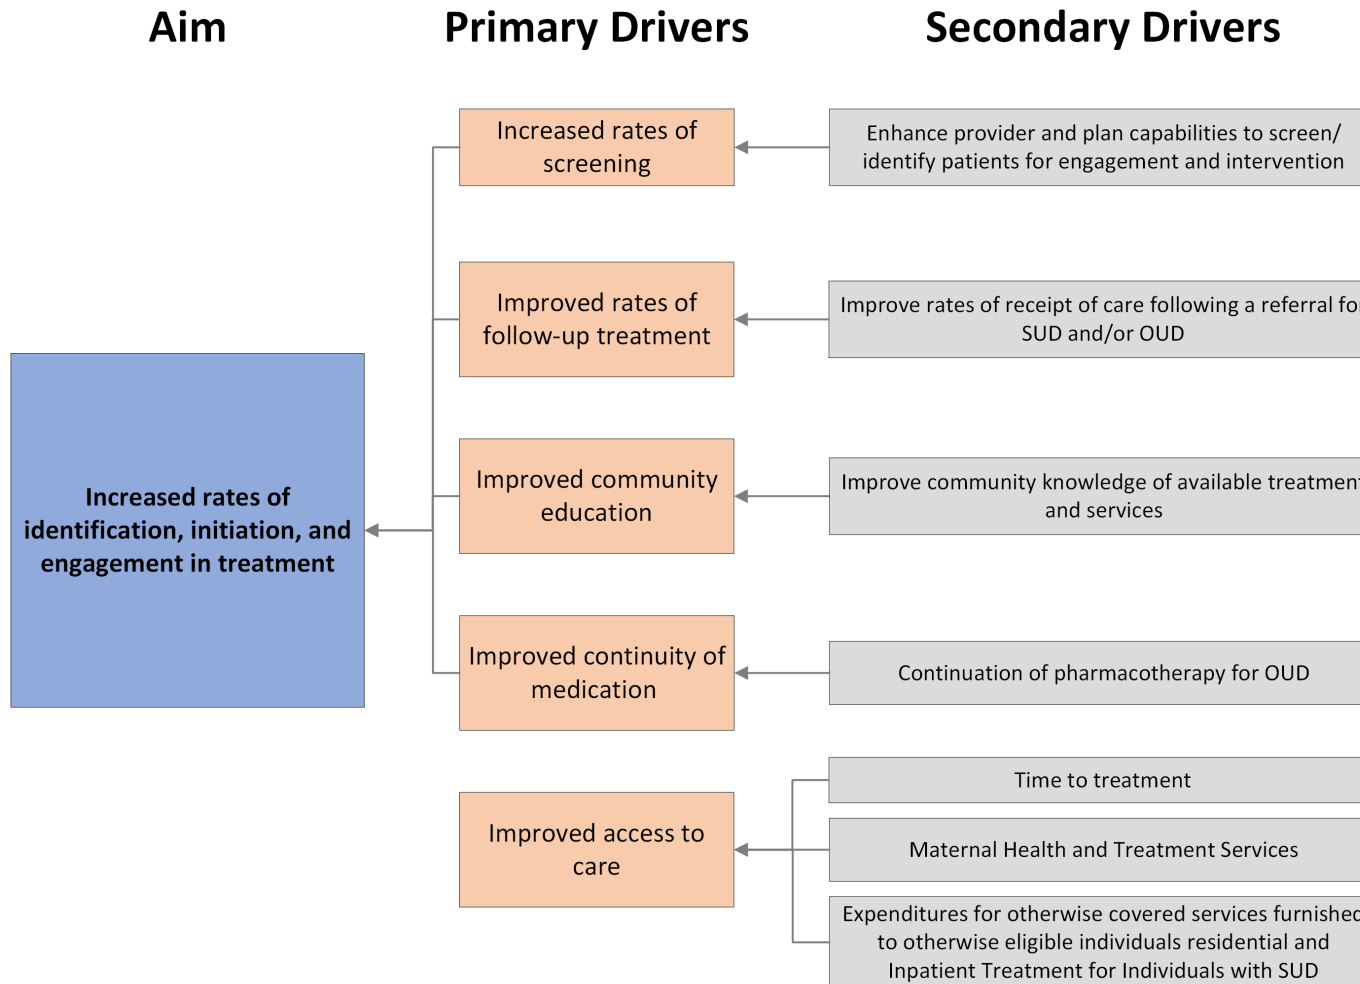 Aim
Primary Drivers
Secondary Drivers
Increased rates of
screening
Enhance provider and plan capabilities to screen/
identify patients for engagement and intervention
Improved rates of
follow-up treatment
Improve rates of receipt of care following a referral for
SUD and/or OUD
Increased rates of
identification, initiation, and
engagement in treatment
Improved community
education
Improve community knowledge of available treatment
and services
Improved continuity of
medication
Continuation of pharmacotherapy for OUD
Improved access to
care
Time to treatment
Maternal Health and Treatment Services
Expenditures for otherwise covered services furnished
to otherwise eligible individuals residential and
Inpatient Treatment for Individuals with SUD